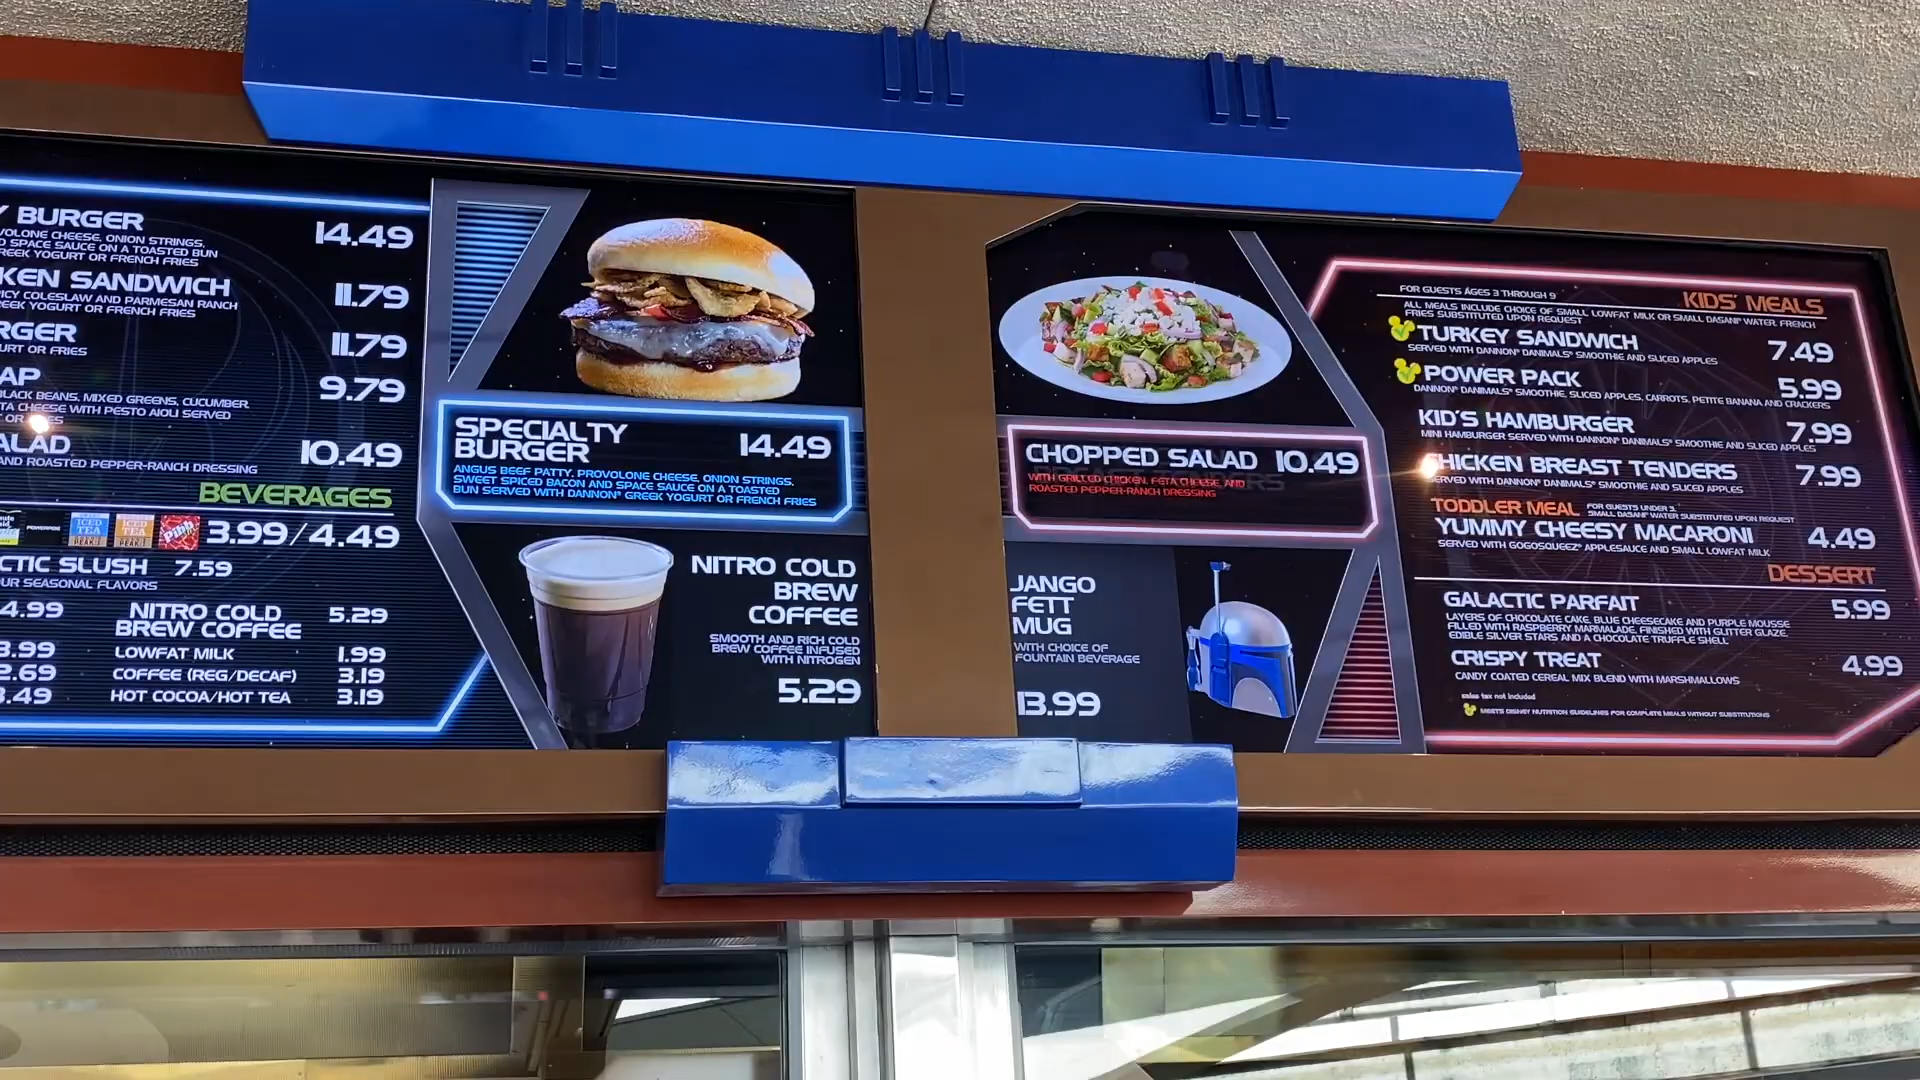 Y BURGER 14.49
VOLONE CHEESE, ONION STRINGS,
D SPACE SAUCE ON A TOASTED BUN
REEK YOGURT OR FRENCH FRIES
KEN SANDWICH 11.79
ICY COLESLAW AND PARMESAN RANCH
REEK YOGURT OR FRENCH FRIES
RGER 11.79
URT OR FRIES
AP 9.79
LACK BEANS, MIXED GREENS, CUCUMBER,
TA CHEESE WITH PESTO AIOLI SERVED
ALAD 10.49
AND ROASTED PEPPER-RANCH DRESSING
BEVERAGES
ICED TEA ICED TEA Pibb 3.99/4.49
CTIC SLUSH 7.59
OUR SEASONAL FLAVORS
4.99 NITRO COLD BREW COFFEE 5.29
3.99 LOWFAT MILK 1.99
2.69 COFFEE (REG/DECAF) 3.19
3.49 HOT COCOA/HOT TEA 3.19
SPECIALTY
BURGER 14.49
ANGUS BEEF PATTY, PROVOLONE CHEESE, ONION STRINGS,
SWEET SPICED BACON AND SPACE SAUCE ON A TOASTED
BUN SERVED WITH DANNON® GREEK YOGURT OR FRENCH FRIES
NITRO COLD
BREW
COFFEE
SMOOTH AND RICH COLD
BREW COFFEE INFUSED
WITH NITROGEN
5.29
CHOPPED SALAD 10.49
WITH GRILLED CHICKEN, FETA CHEESE, AND
ROASTED PEPPER-RANCH DRESSING
JANGO
FETT
MUG
WITH CHOICE OF
FOUNTAIN BEVERAGE
13.99
FOR GUESTS AGES 3 THROUGH 9 KIDS' MEALS
ALL MEALS INCLUDE CHOICE OF SMALL LOWFAT MILK OR SMALL DASANI® WATER. FRENCH
FRIES SUBSTITUTED UPON REQUEST
TURKEY SANDWICH 7.49
SERVED WITH DANNON® DANIMALS® SMOOTHIE AND SLICED APPLES
POWER PACK 5.99
DANNON® DANIMALS® SMOOTHIE, SLICED APPLES, CARROTS, PETITE BANANA AND CRACKERS
KID'S HAMBURGER 7.99
MINI HAMBURGER SERVED WITH DANNON® DANIMALS® SMOOTHIE AND SLICED APPLES
CHICKEN BREAST TENDERS 7.99
SERVED WITH DANNON® DANIMALS® SMOOTHIE AND SLICED APPLES
TODDLER MEAL FOR GUESTS UNDER 3.
SMALL DASANI® WATER SUBSTITUTED UPON REQUEST
YUMMY CHEESY MACARONI 4.49
SERVED WITH GOGOSQUEEZ® APPLESAUCE AND SMALL LOWFAT MILK
DESSERT
GALACTIC PARFAIT 5.99
LAYERS OF CHOCOLATE CAKE, BLUE CHEESECAKE AND PURPLE MOUSSE
FILLED WITH RASPBERRY MARMALADE, FINISHED WITH GLITTER GLAZE,
EDIBLE SILVER STARS AND A CHOCOLATE TRUFFLE SHELL
CRISPY TREAT 4.99
CANDY COATED CEREAL MIX BLEND WITH MARSHMALLOWS
sales tax not included
MEETS DISNEY NUTRITION GUIDELINES FOR COMPLETE MEALS WITHOUT SUBSTITUTIONS